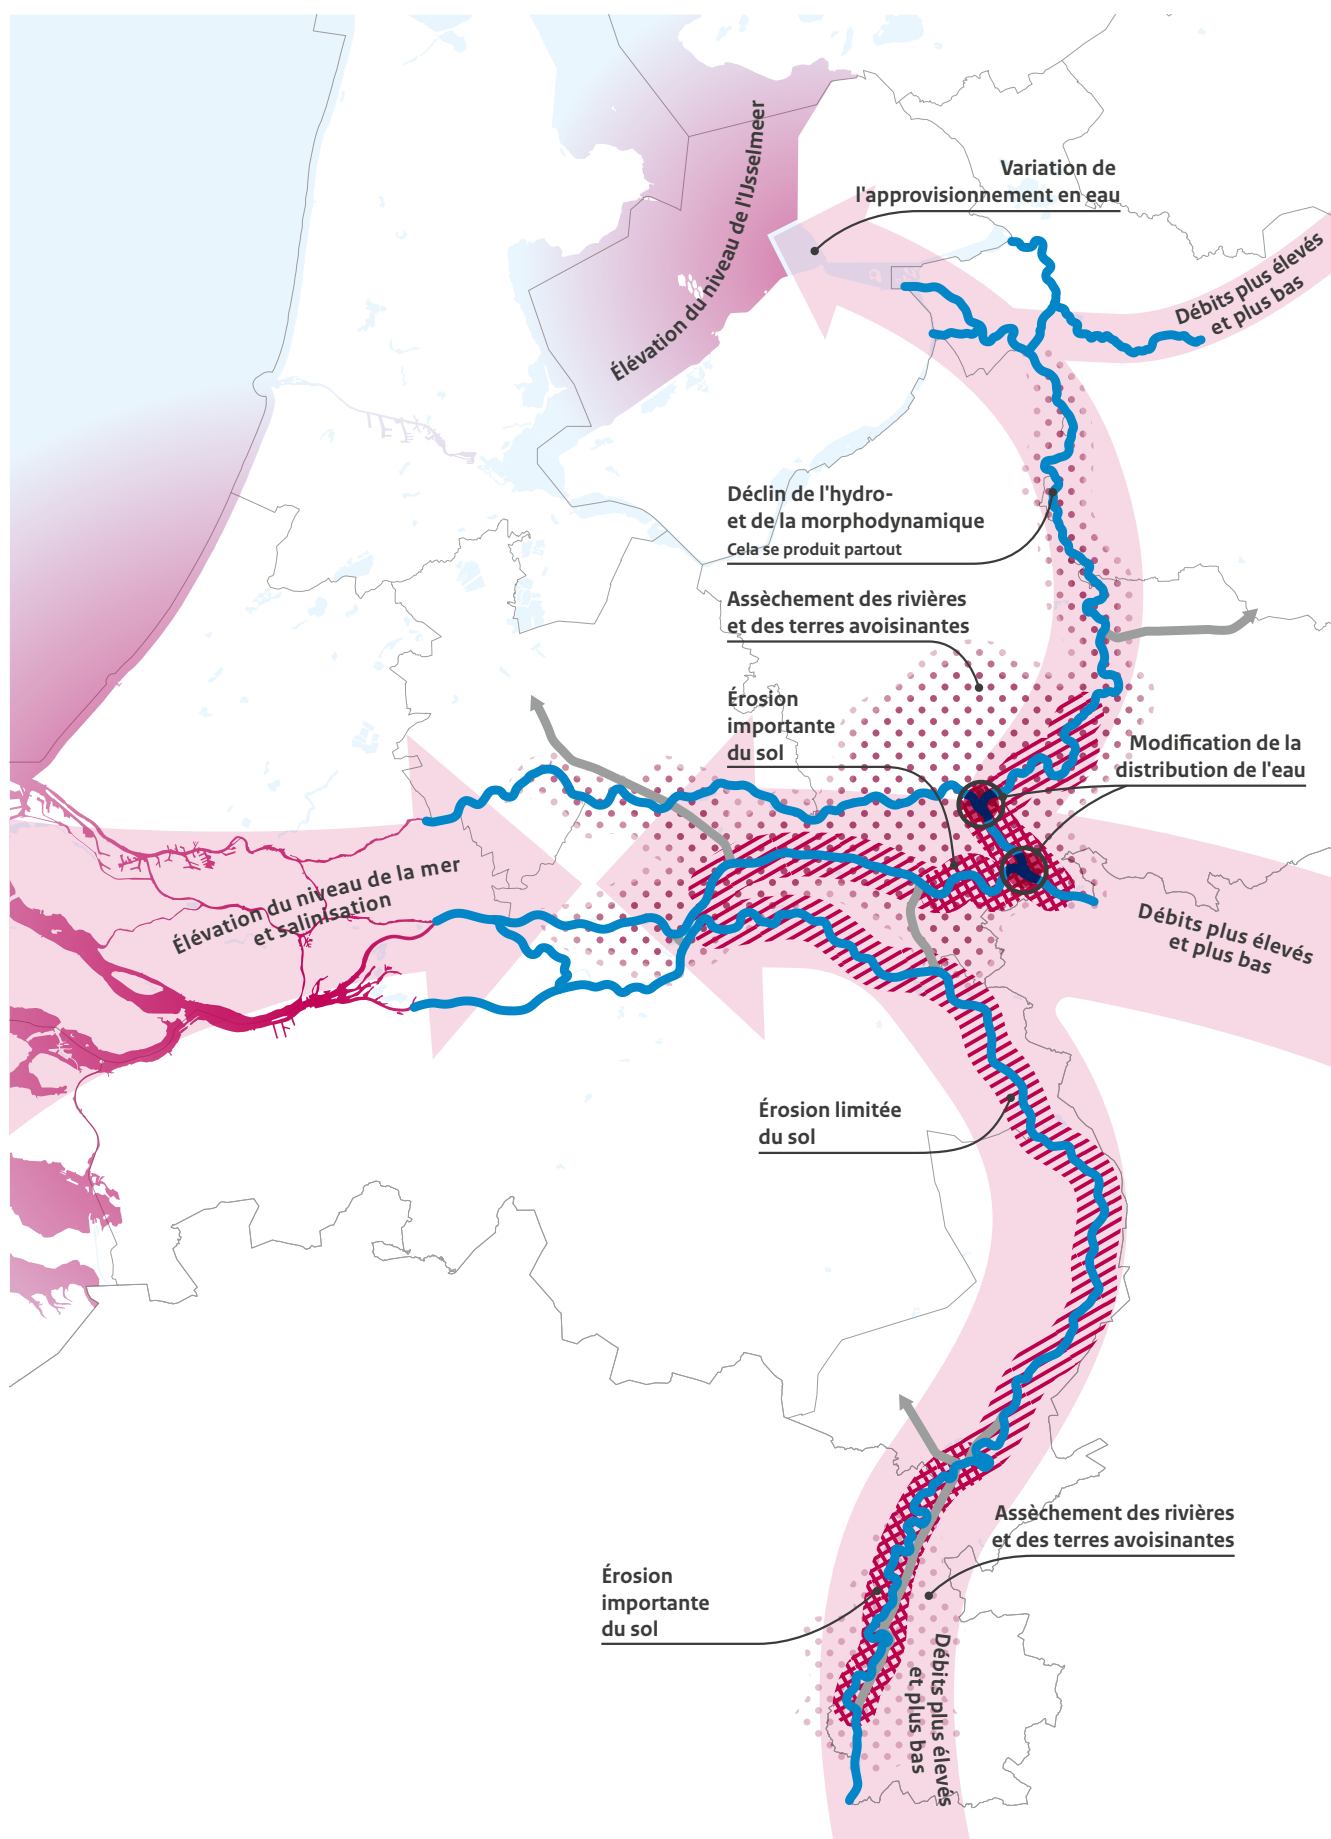 Élévation du niveau de l'IJsselmeer
Variation de
l'approvisionnement en eau
Débits plus élevés
et plus bas
Déclin de l'hydro-
et de la morphodynamique
Cela se produit partout
Assèchement des rivières
et des terres avoisinantes
Érosion
importante
du sol
Modification de la
distribution de l'eau
Élévation du niveau de la mer
et salinisation
Débits plus élevés
et plus bas
Érosion limitée
du sol
Assèchement des rivières
et des terres avoisinantes
Érosion
importante
du sol
Débits plus élevés
et plus bas